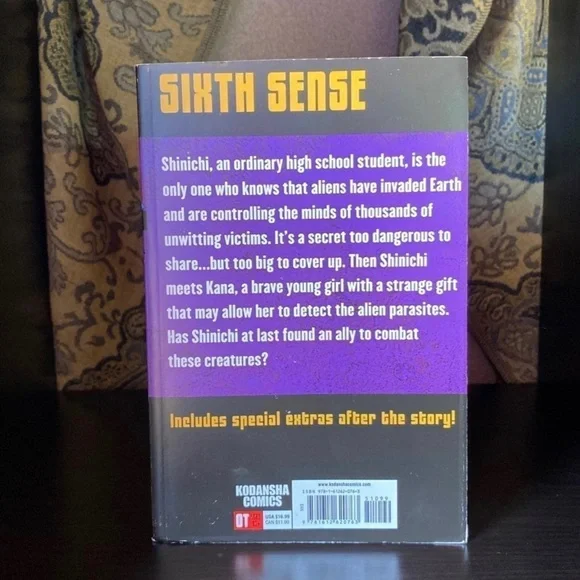 SIXTH SENSE
Shinichi, an ordinary high school student, is the
only one who knows that aliens have invaded Earth
and are controlling the minds of thousands of
unwitting victims. It's a secret too dangerous to
share...but too big to cover up. Then Shinichi
meets Kana, a brave young girl with a strange gift
that may allow her to detect the alien parasites.
Has Shinichi at last found an ally to combat
these creatures?
Includes special extras after the story!
KODANSHA
COMICS
OT
www.kodanshacomics.com
51099